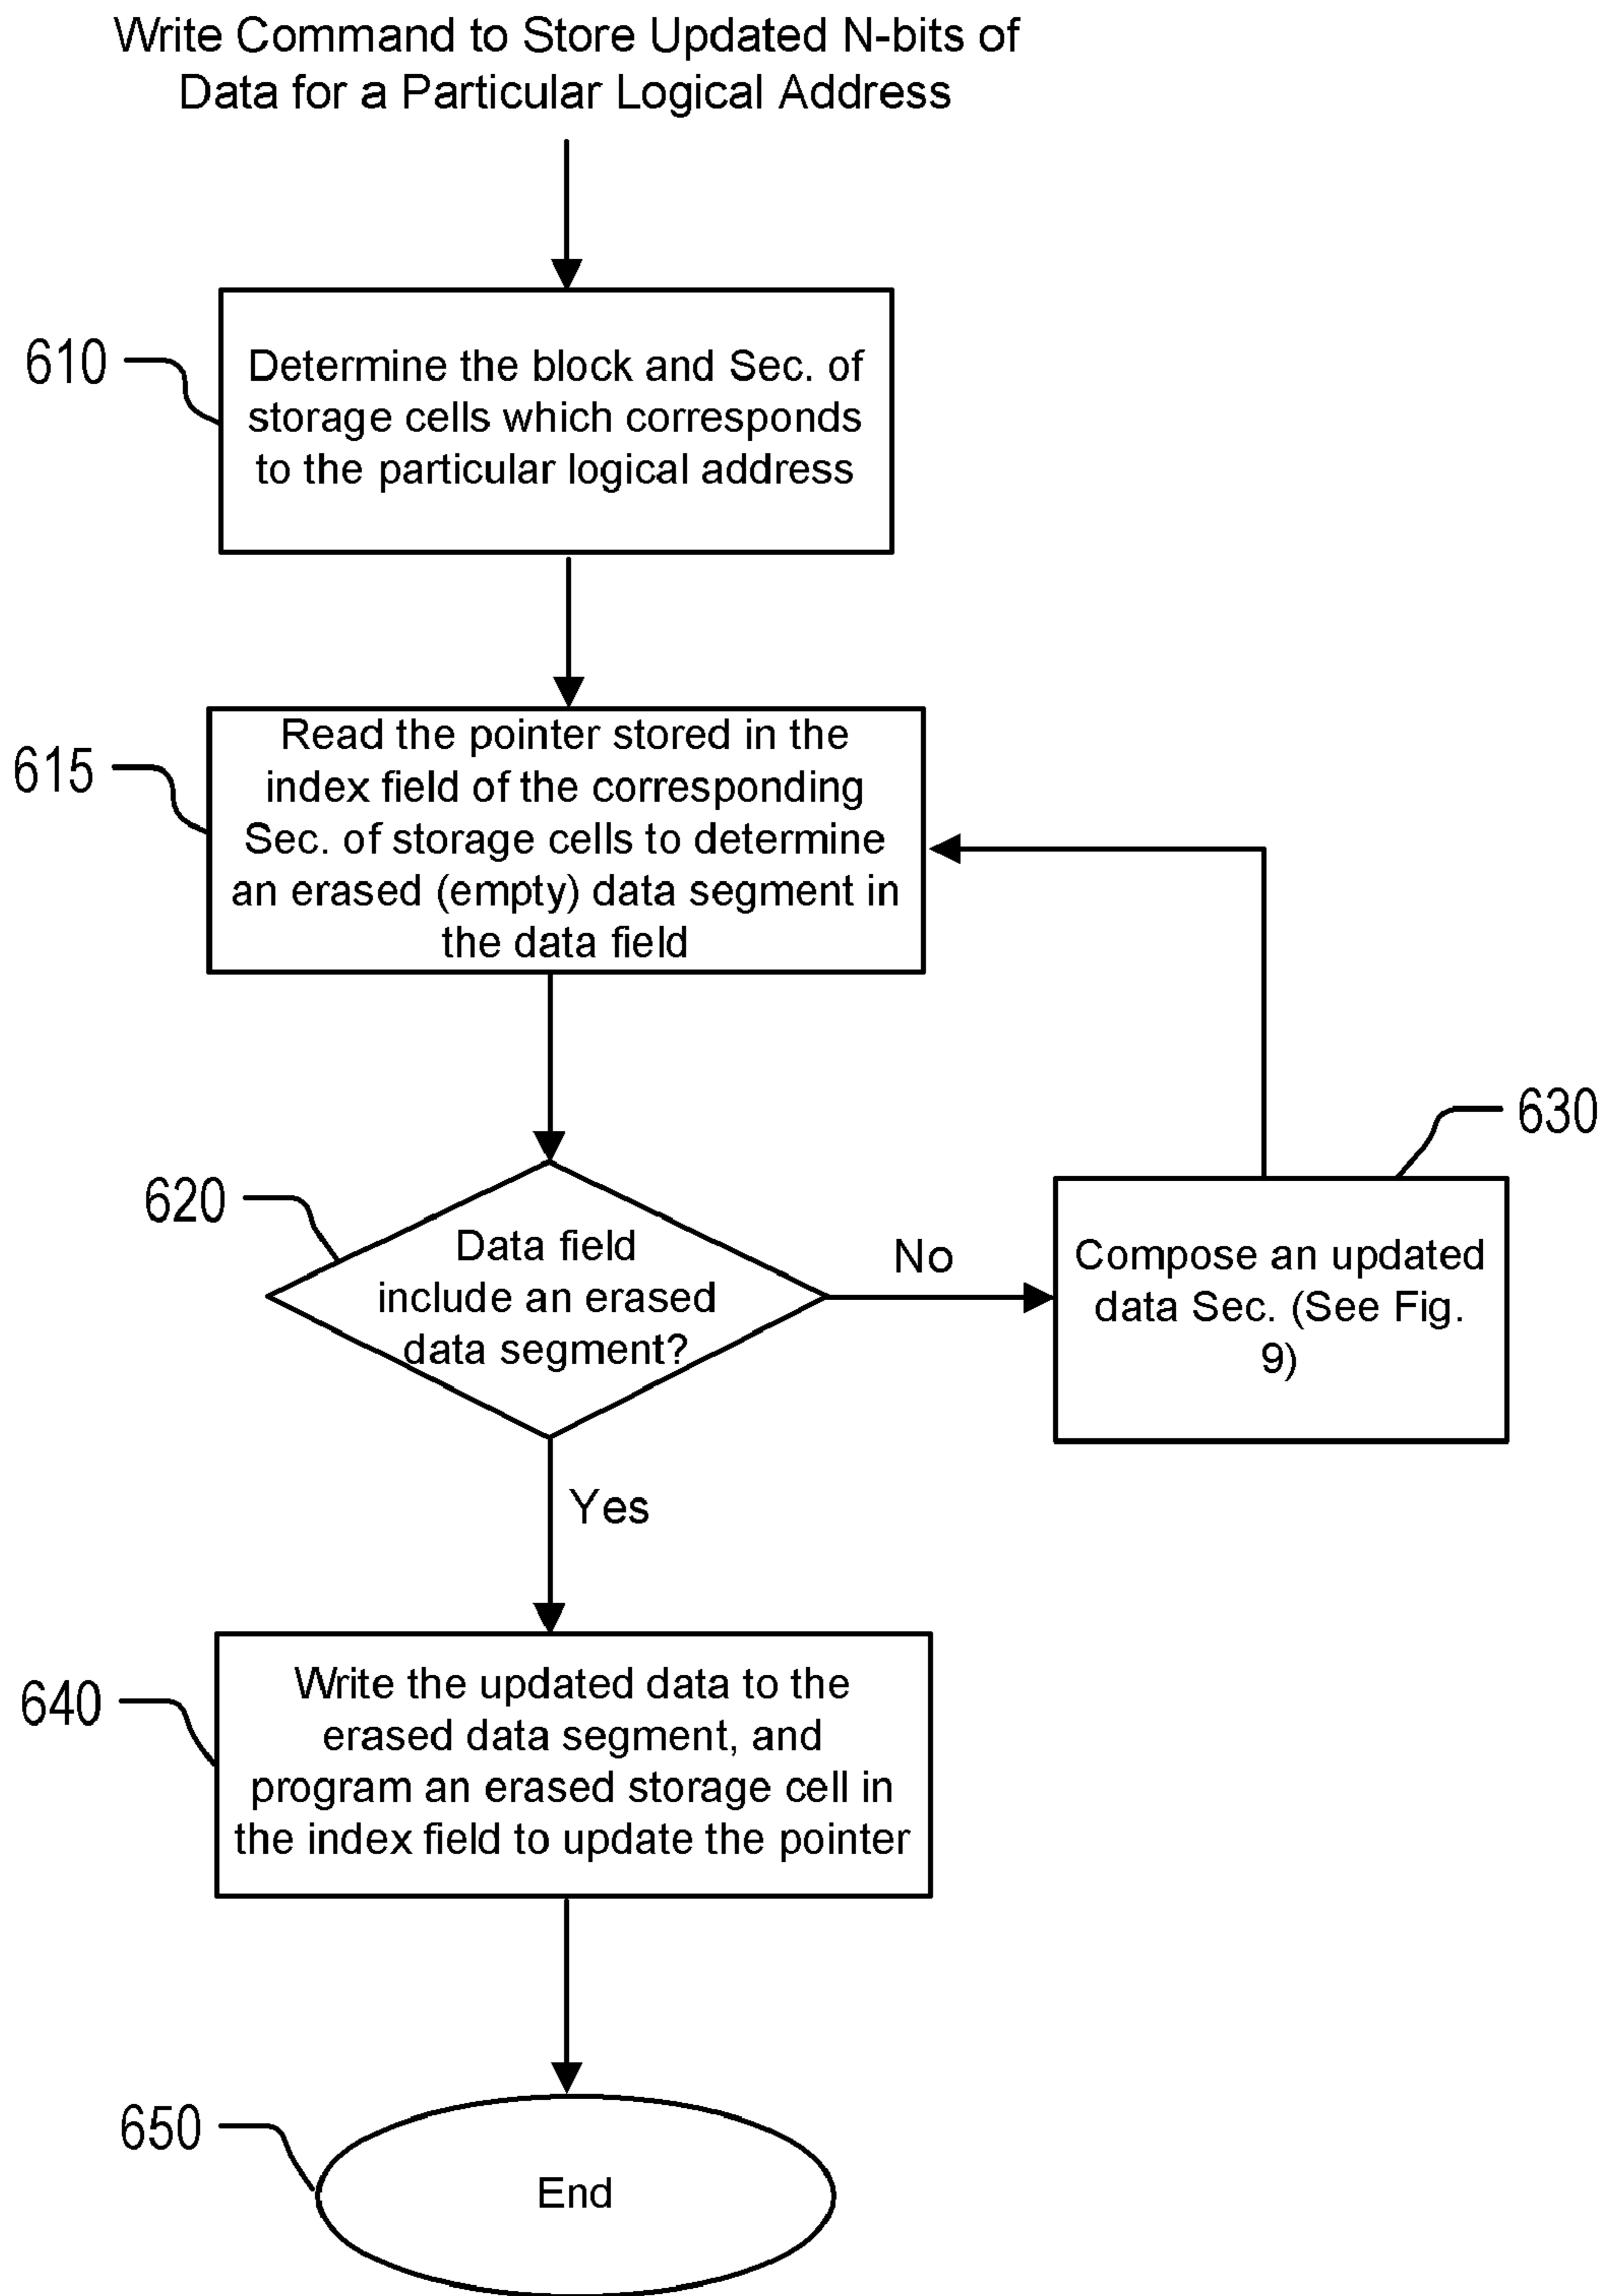 Write Command to Store Updated N-bits of
Data for a Particular Logical Address
610
Determine the block and Sec. of
storage cells which corresponds
to the particular logical address
615
Read the pointer stored in the
index field of the corresponding
Sec. of storage cells to determine
an erased (empty) data segment in
the data field
620
Data field
include an erased
data segment?
No
630
Compose an updated
data Sec. (See Fig.
9)
Yes
640
Write the updated data to the
erased data segment, and
program an erased storage cell in
the index field to update the pointer
650
End